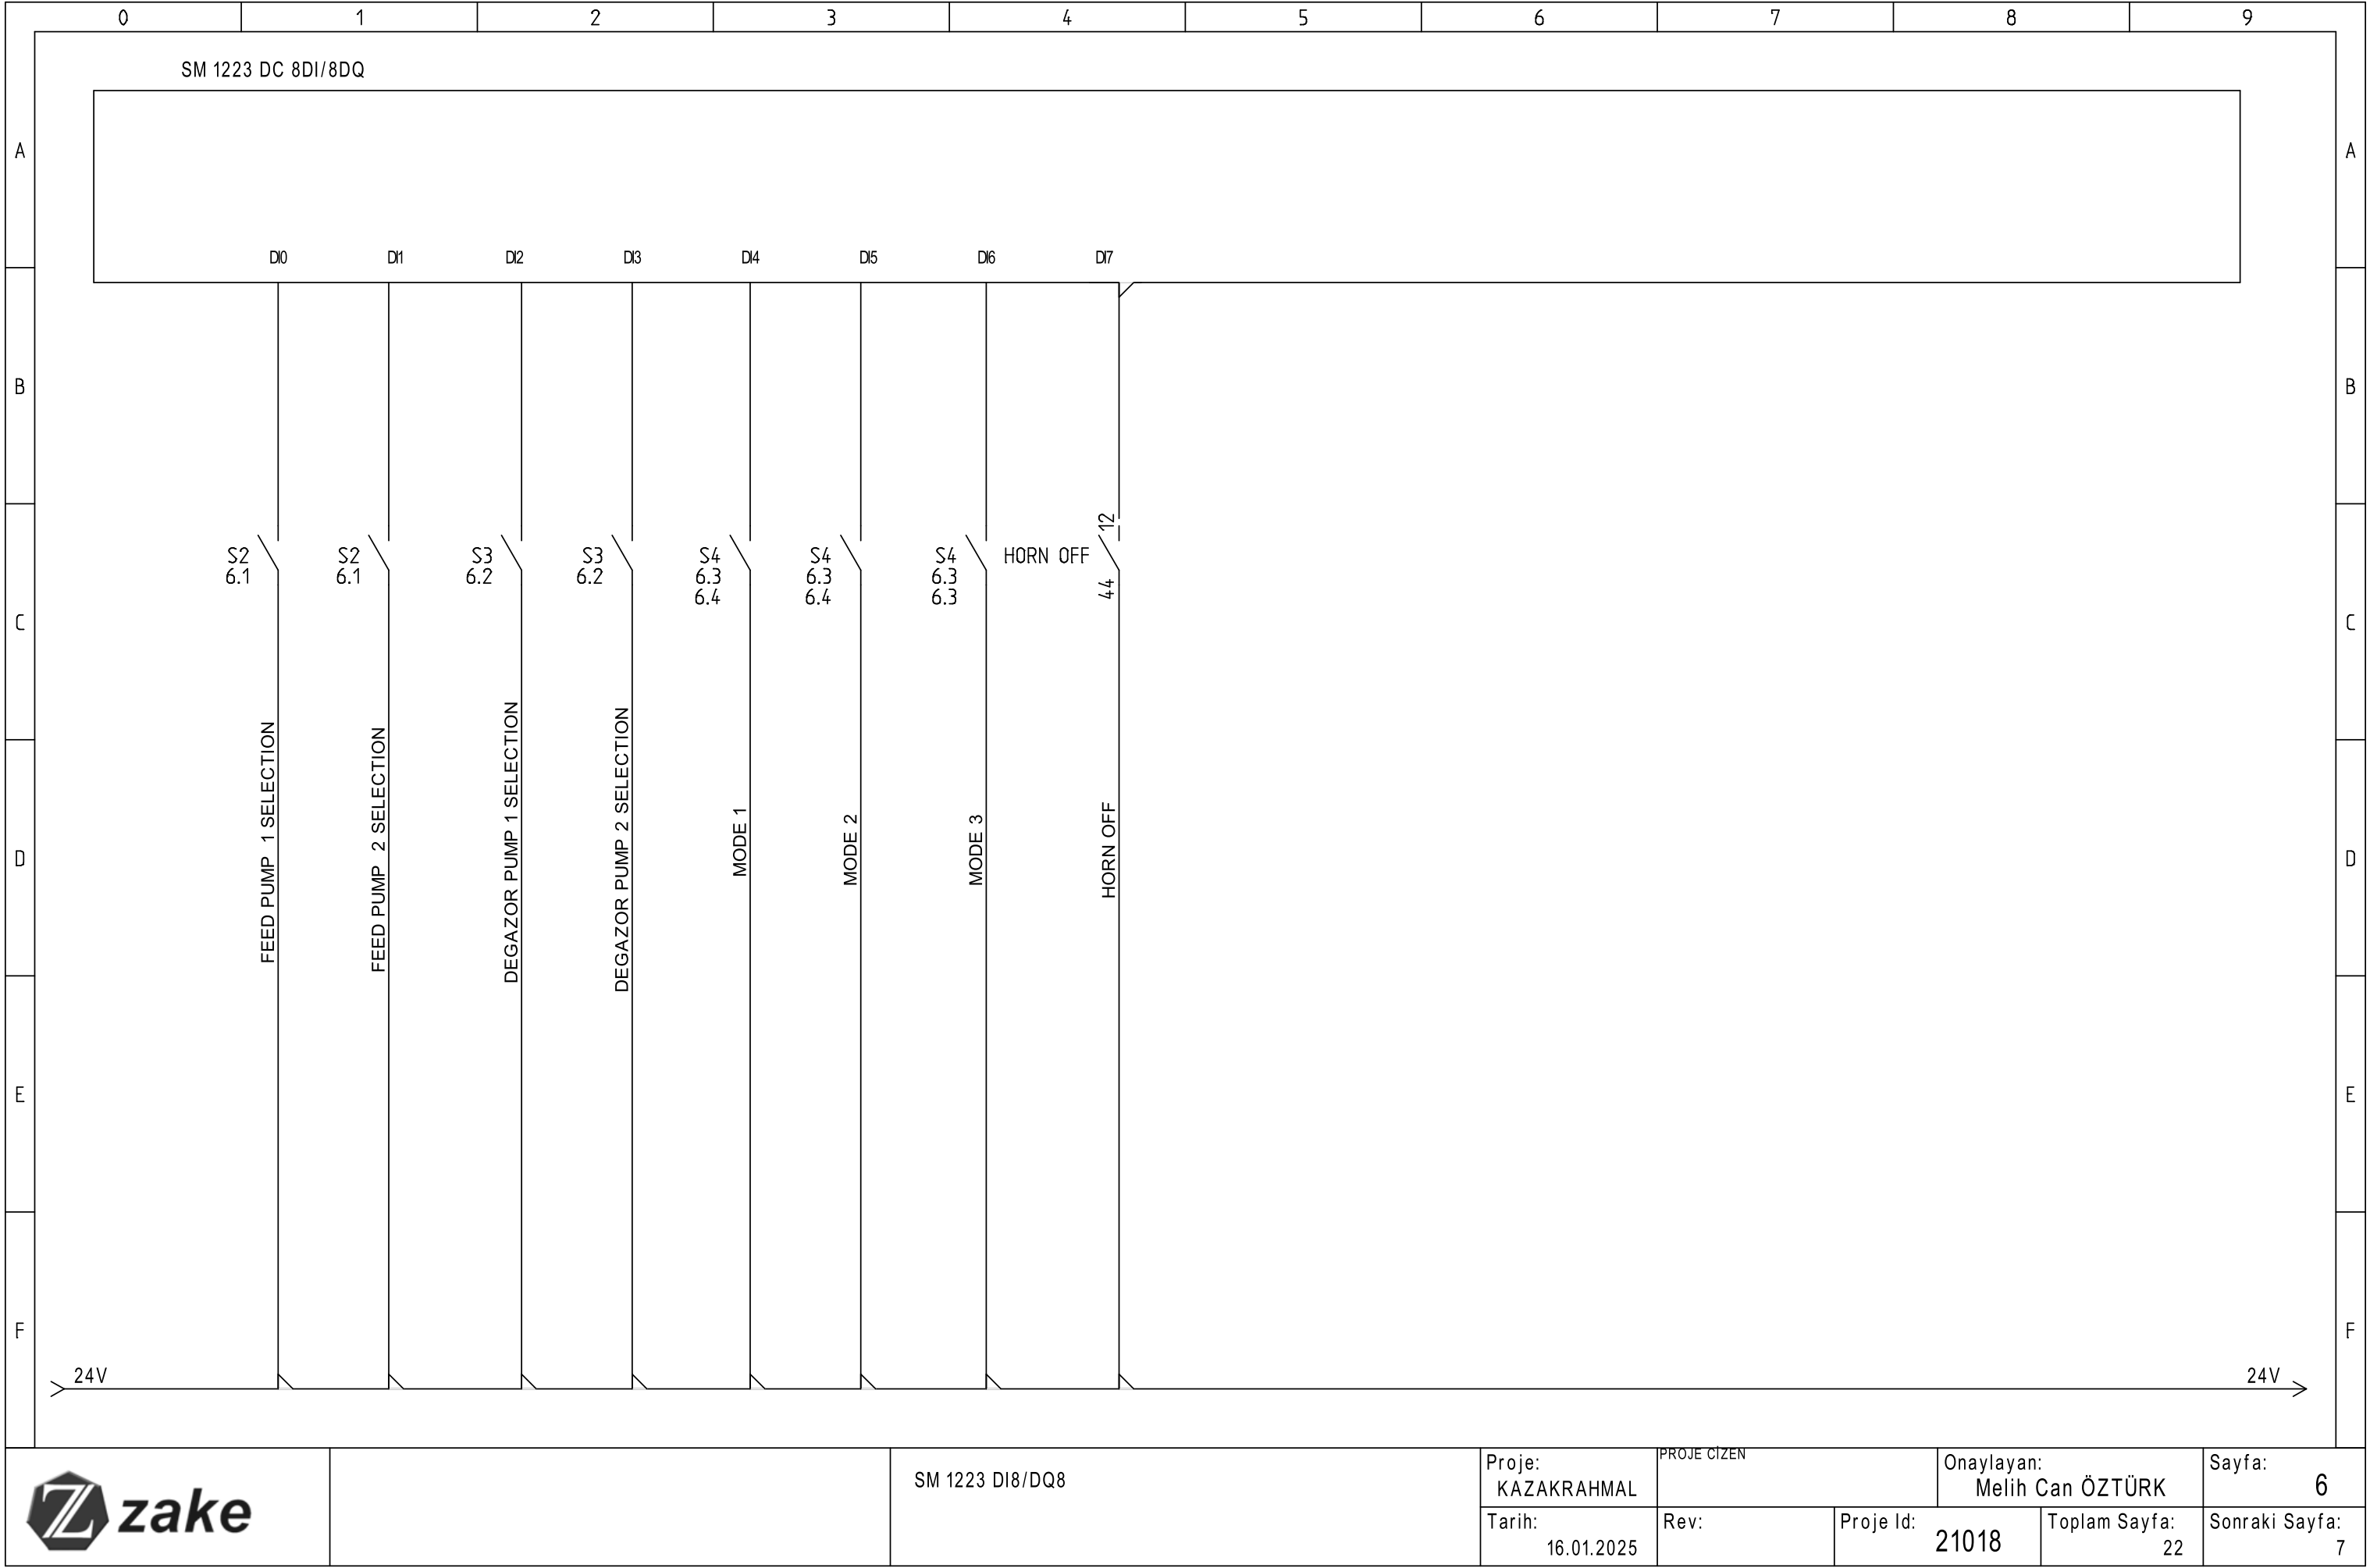 0 1 2 3 4 5 6 7 8 9
SM 1223 DC 8DI/8DQ
A A
DI0 DI1 DI2 DI3 DI4 DI5 DI6 DI7
B B
S2
6.1
S2
6.1
S3
6.2
S3
6.2
S4
6.3
6.4
S4
6.3
6.4
S4
6.3
6.3
HORN OFF
12
44
C C
FEED PUMP 1 SELECTION
FEED PUMP 2 SELECTION
DEGAZOR PUMP 1 SELECTION
DEGAZOR PUMP 2 SELECTION
MODE 1
MODE 2
MODE 3
HORN OFF
D D
E E
F F
24V 24V
Z zake
SM 1223 DI8/DQ8
Proje:
KAZAKRAHMAL
PROJE CİZEN
Onaylayan:
Melih Can ÖZTÜRK
Sayfa:
6
Tarih:
16.01.2025
Rev:
Proje Id:
21018
Toplam Sayfa:
22
Sonraki Sayfa:
7